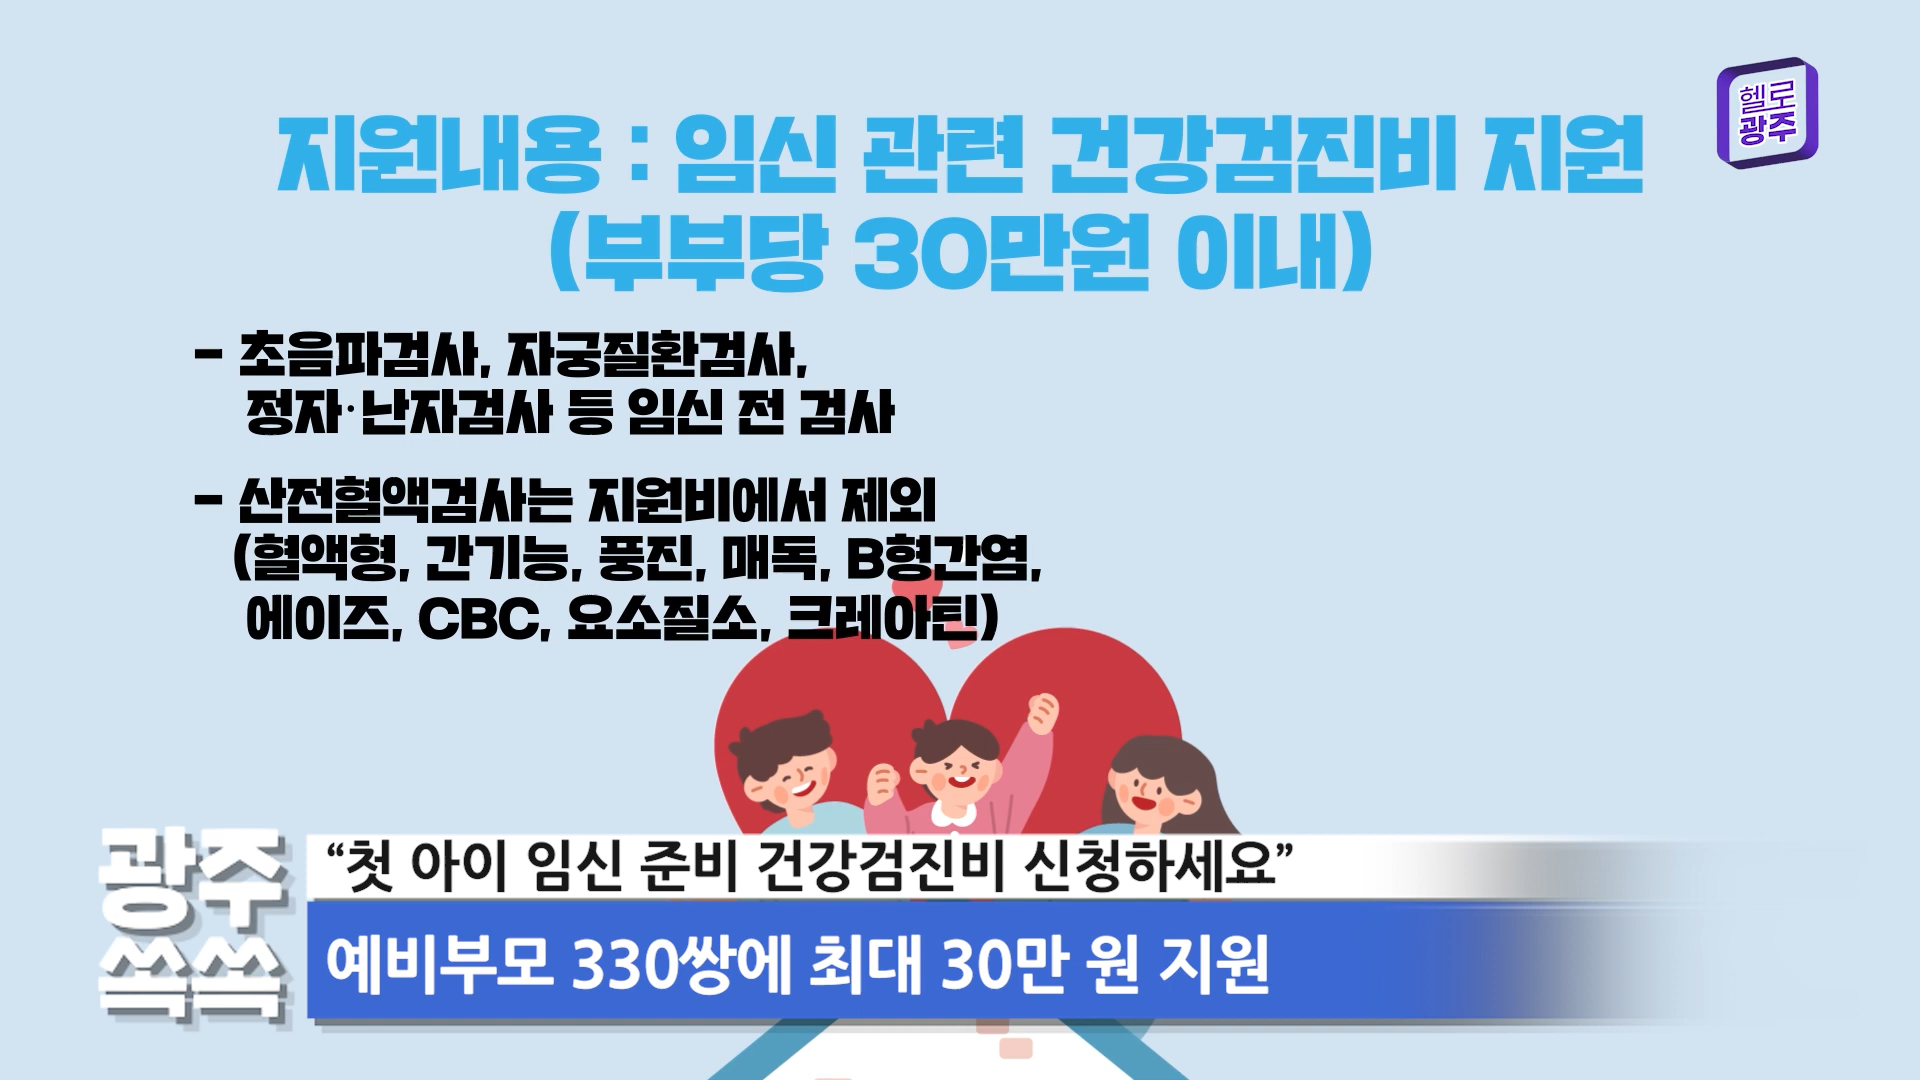 헬로
광주
지원내용 : 임신 관련 건강검진비 지원
(부부당 30만원 이내)
- 초음파검사, 자궁질환검사,
정자·난자검사 등 임신 전 검사
- 산전혈액검사는 지원비에서 제외
(혈액형, 간기능, 풍진, 매독, B형간염,
에이즈, CBC, 요소질소, 크레아틴)
광주
쏙쏙
“첫 아이 임신 준비 건강검진비 신청하세요”
예비부모 330쌍에 최대 30만 원 지원